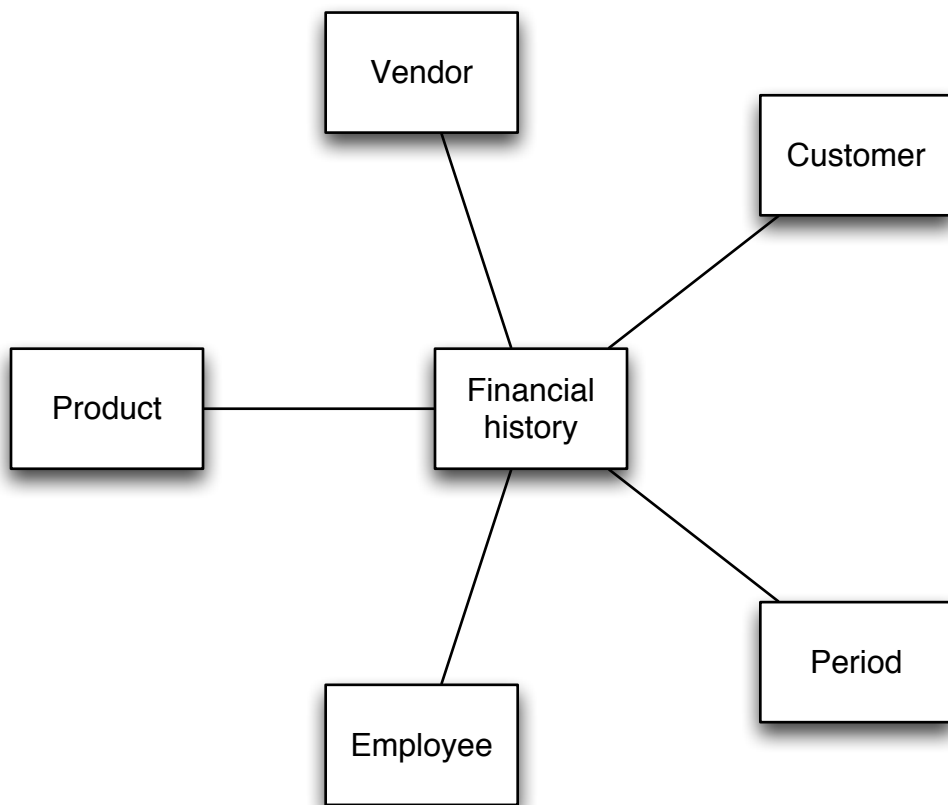 Vendor
Customer
Product
Financial
history
Period
Employee